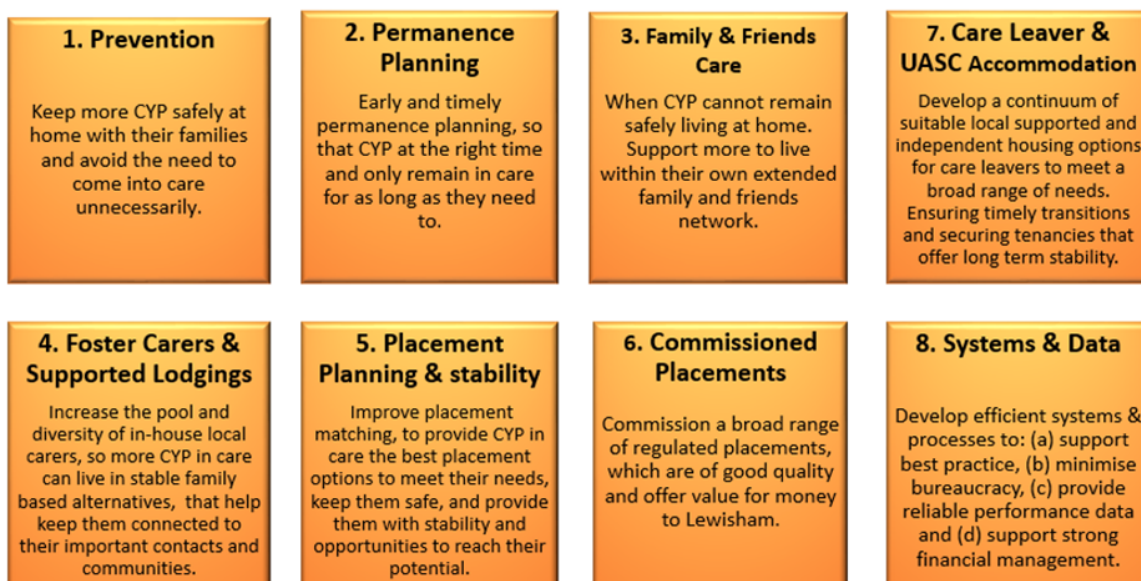 1. Prevention
Keep more CYP safely at
home with their families
and avoid the need to
come into care
unnecessarily.
2. Permanence
Planning
Early and timely
permanence planning, so
that CYP at the right time
and only remain in care
for as long as they need
to.
3. Family & Friends
Care
When CYP cannot remain
safely living at home.
Support more to live
within their own extended
family and friends
network.
7. Care Leaver &
UASC Accommodation
Develop a continuum of
suitable local supported and
independent housing options
for care leavers to meet a
broad range of needs.
Ensuring timely transitions
and securing tenancies that
offer long term stability.
4. Foster Carers &
Supported Lodgings
Increase the pool and
diversity of in-house local
carers, so more CYP in care
can live in stable family
based alternatives, that help
keep them connected to
their important contacts and
communities.
5. Placement
Planning & stability
Improve placement
matching, to provide CYP in
care the best placement
options to meet their needs,
keep them safe, and provide
them with stability and
opportunities to reach their
potential.
6. Commissioned
Placements
Commission a broad range
of regulated placements,
which are of good quality
and offer value for money
to Lewisham.
8. Systems & Data
Develop efficient systems &
processes to: (a) support
best practice, (b) minimise
bureaucracy, (c) provide
reliable performance data
and (d) support strong
financial management.